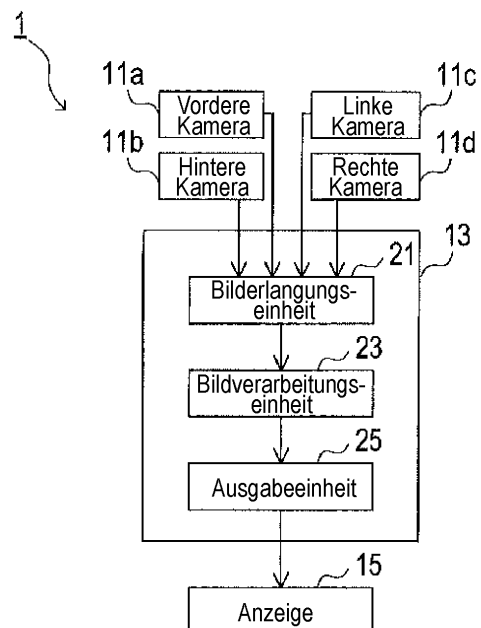 1
11a
Vordere
Kamera
11c
Linke
Kamera
11b
Hintere
Kamera
11d
Rechte
Kamera
13
21
Bilderlangungs-
einheit
23
Bildverarbeitungs-
einheit
25
Ausgabeeinheit
15
Anzeige